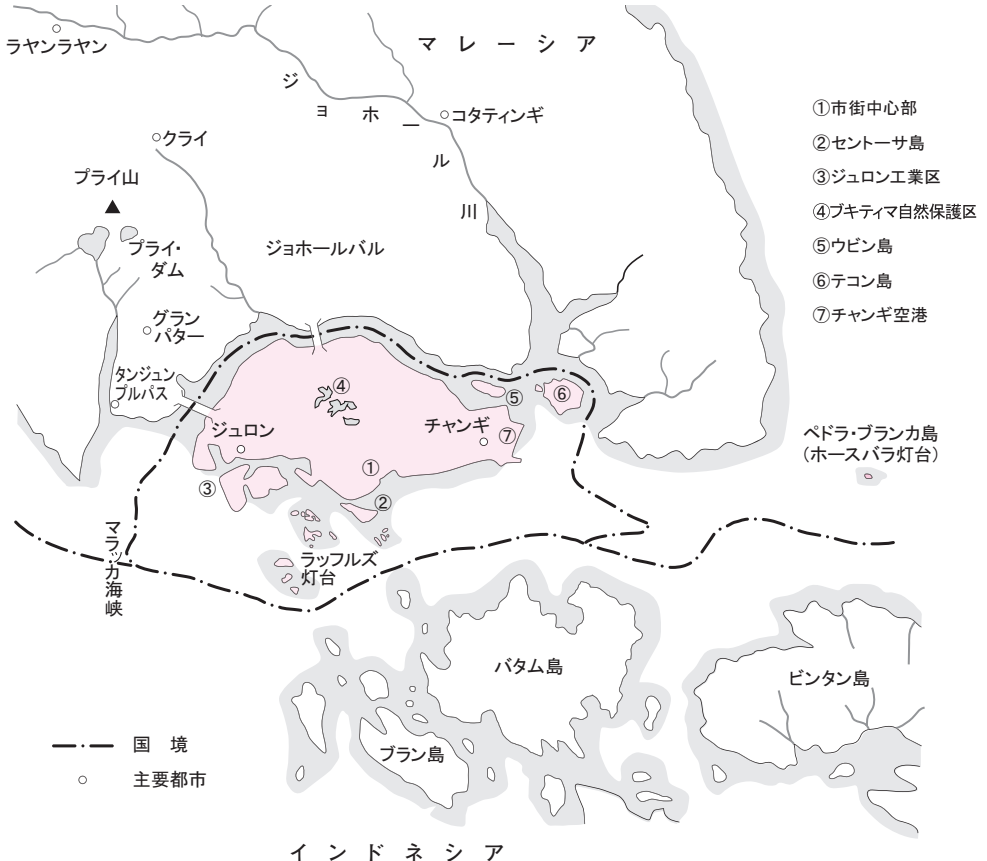 ラヤンラヤン
マレーシア
ジョホール川
コタティンギ
クライ
プライ山
プライ・
ダム
ジョホールバル
グラン
パター
タンジュン
プルパス
①市街中心部
②セントーサ島
③ジュロン工業区
④ブキティマ自然保護区
⑤ウビン島
⑥テコン島
⑦チャンギ空港
④
⑤
⑥
ジュロン
チャンギ
⑦
①
③
②
ペドラ・ブランカ島
(ホースバラ灯台)
マラッカ海峡
ラッフルズ
灯台
バタム島
ビンタン島
ブラン島
国境
主要都市
インドネシア